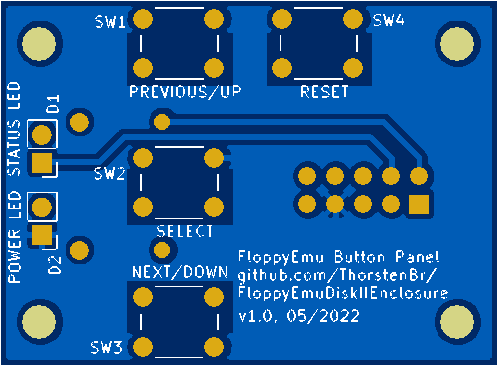 SW1
SW4
PREVIOUS/UP
RESET
STATUS LED
D1
SW2
SELECT
POWER LED
D2
NEXT/DOWN
FloppyEmu Button Panel
github.com/ThorstenBr/
FloppyEmuDiskIIEnclosure
v1.0, 05/2022
SW3